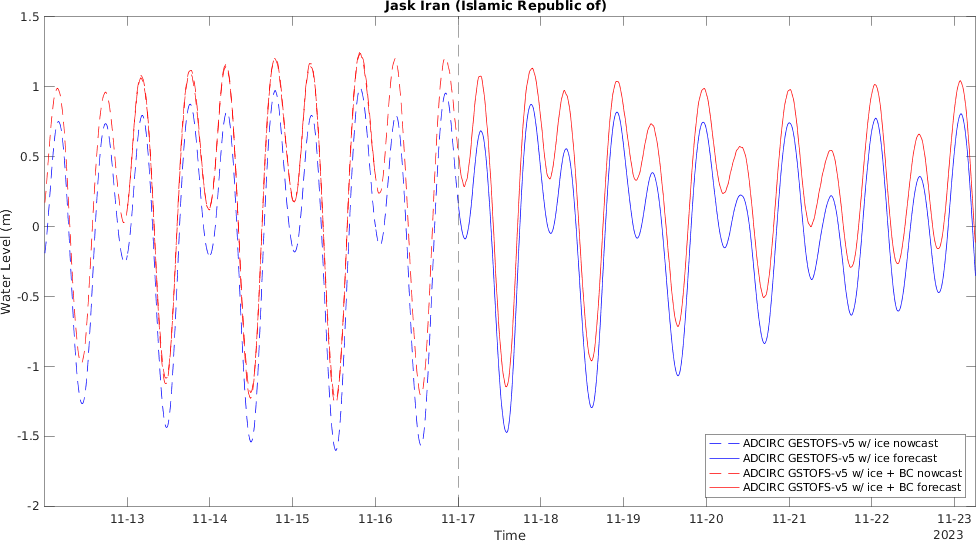 Jask Iran (Islamic Republic of)
1.5
1
0.5
0
-0.5
-1
-1.5
-2
Water Level (m)
11-13 11-14 11-15 11-16 11-17 11-18 11-19 11-20 11-21 11-22 11-23
Time
2023
ADCIRC GESTOFS-v5 w/ ice nowcast
ADCIRC GESTOFS-v5 w/ ice forecast
ADCIRC GSTOFS-v5 w/ ice + BC nowcast
ADCIRC GSTOFS-v5 w/ ice + BC forecast